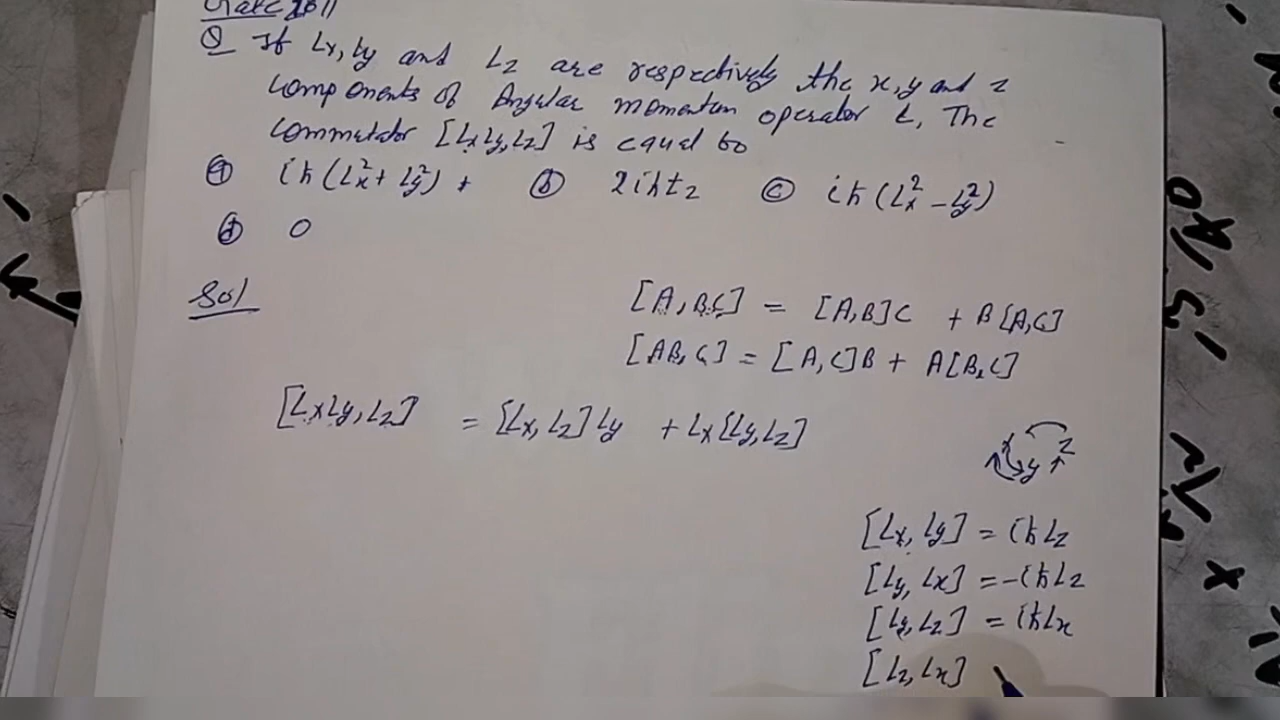 Gate 2011
Q If Lx, Ly and Lz are respectively the x, y and z
components of Angular momentum operator L, The
commutator [LxLy, Lz] is equal to
ⓐ iħ(Lx² + Ly²) ⓑ 2iħLz ⓒ iħ(Lx² - Ly²)
ⓓ 0
Sol
[A, BC] = [A,B]C + B[A,C]
[AB, C] = [A,C]B + A[B,C]
[LxLy, Lz] = [Lx, Lz]Ly + Lx[Ly,Lz]
x z
y
[Lx, Ly] = iħLz
[Ly, Lx] = -iħLz
[Ly, Lz] = iħLx
[Lz, Lx]